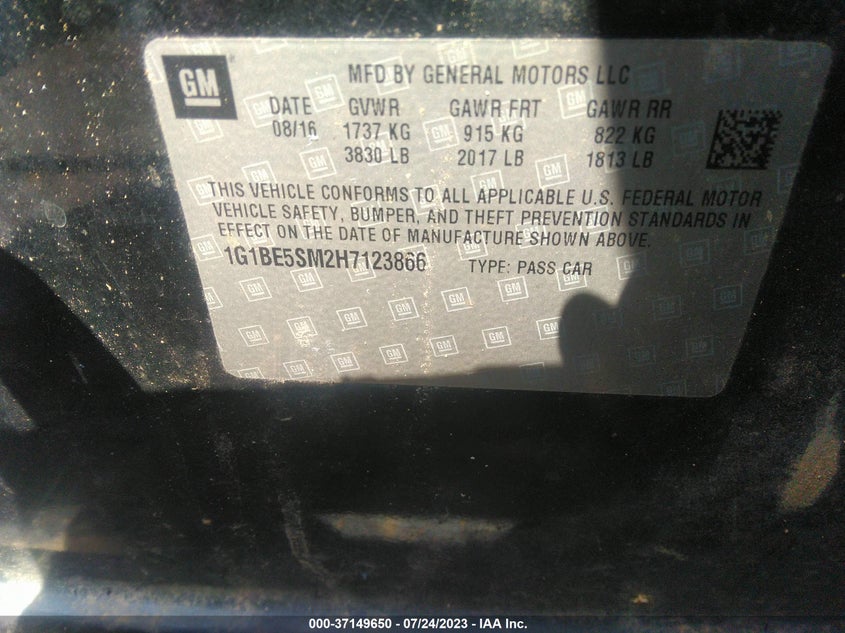 GM
MFD BY GENERAL MOTORS LLC
DATE GVWR GAWR FRT GAWR RR
08/16 1737 KG 915 KG 822 KG
3830 LB 2017 LB 1813 LB
THIS VEHICLE CONFORMS TO ALL APPLICABLE U.S. FEDERAL MOTOR
VEHICLE SAFETY, BUMPER, AND THEFT PREVENTION STANDARDS IN
EFFECT ON THE DATE OF MANUFACTURE SHOWN ABOVE.
1G1BE5SM2H7123866 TYPE: PASS CAR
000-37149650 - 07/24/2023 - IAA Inc.